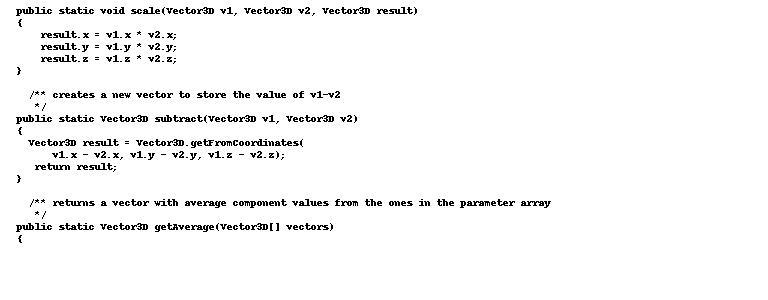 public static void scale(Vector3D v1, Vector3D v2, Vector3D result)
{
result.x = v1.x * v2.x;
result.y = v1.y * v2.y;
result.z = v1.z * v2.z;
}
/** creates a new vector to store the value of v1-v2
*/
public static Vector3D subtract(Vector3D v1, Vector3D v2)
{
Vector3D result = Vector3D.getFromCoordinates(
v1.x - v2.x, v1.y - v2.y, v1.z - v2.z);
return result;
}
/** returns a vector with average component values from the ones in the parameter array
*/
public static Vector3D getAverage(Vector3D[] vectors)
{